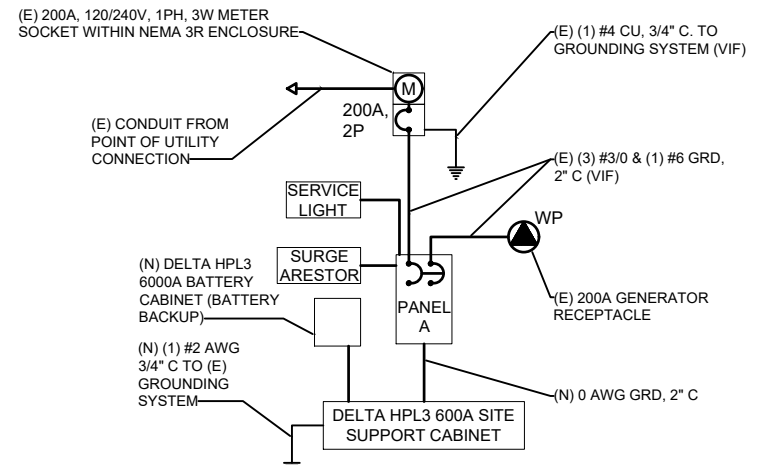 (E) 200A, 120/240V, 1PH, 3W METER
SOCKET WITHIN NEMA 3R ENCLOSURE
(E) (1) #4 CU, 3/4" C. TO
GROUNDING SYSTEM (VIF)
M
200A,
2P
(E) CONDUIT FROM
POINT OF UTILITY
CONNECTION
(E) (3) #3/0 & (1) #6 GRD,
2" C (VIF)
SERVICE
LIGHT
WP
SURGE
ARESTOR
(N) DELTA HPL3
6000A BATTERY
CABINET (BATTERY
BACKUP)
PANEL
A
(E) 200A GENERATOR
RECEPTACLE
(N) (1) #2 AWG
3/4" C TO (E)
GROUNDING
SYSTEM
(N) 0 AWG GRD, 2" C
DELTA HPL3 600A SITE
SUPPORT CABINET